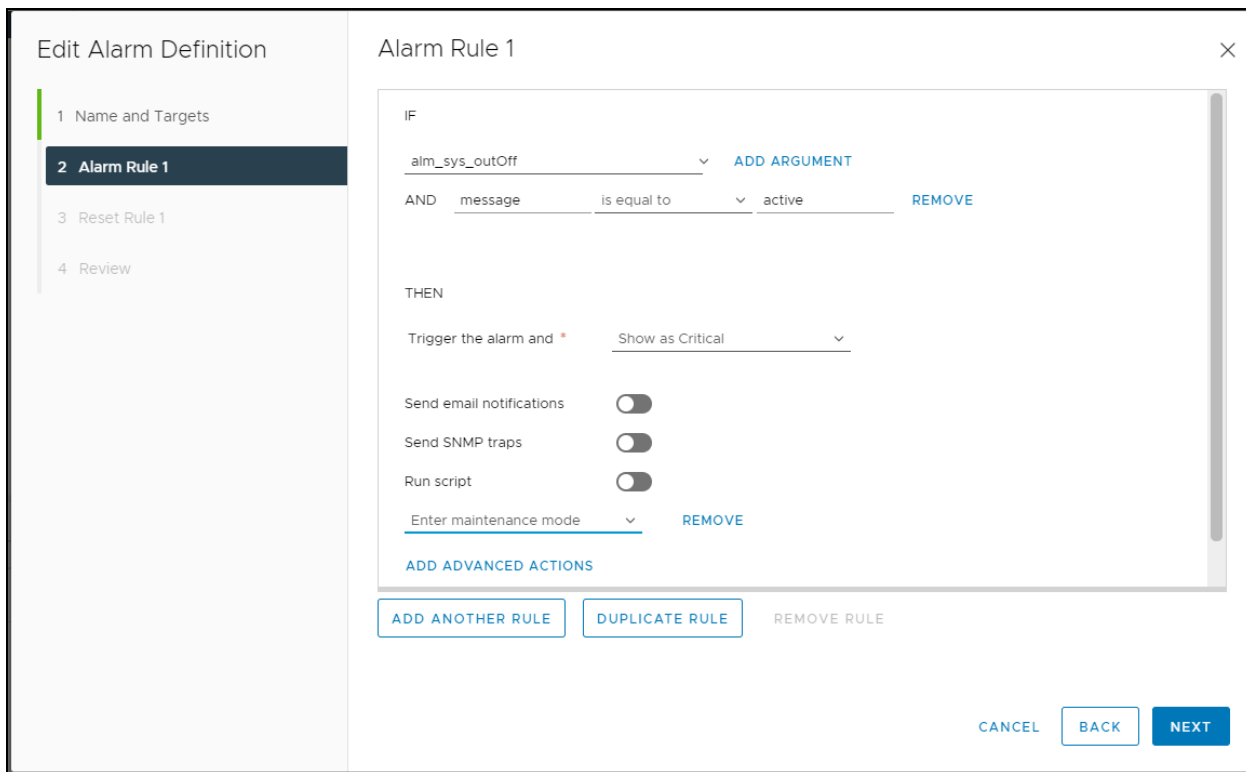 Edit Alarm Definition
1 Name and Targets
2 Alarm Rule 1
3 Reset Rule 1
4 Review
Alarm Rule 1
IF
alm_sys_outOff ADD ARGUMENT
AND message is equal to active REMOVE
THEN
Trigger the alarm and * Show as Critical
Send email notifications
Send SNMP traps
Run script
Enter maintenance mode REMOVE
ADD ADVANCED ACTIONS
ADD ANOTHER RULE DUPLICATE RULE REMOVE RULE
CANCEL BACK NEXT